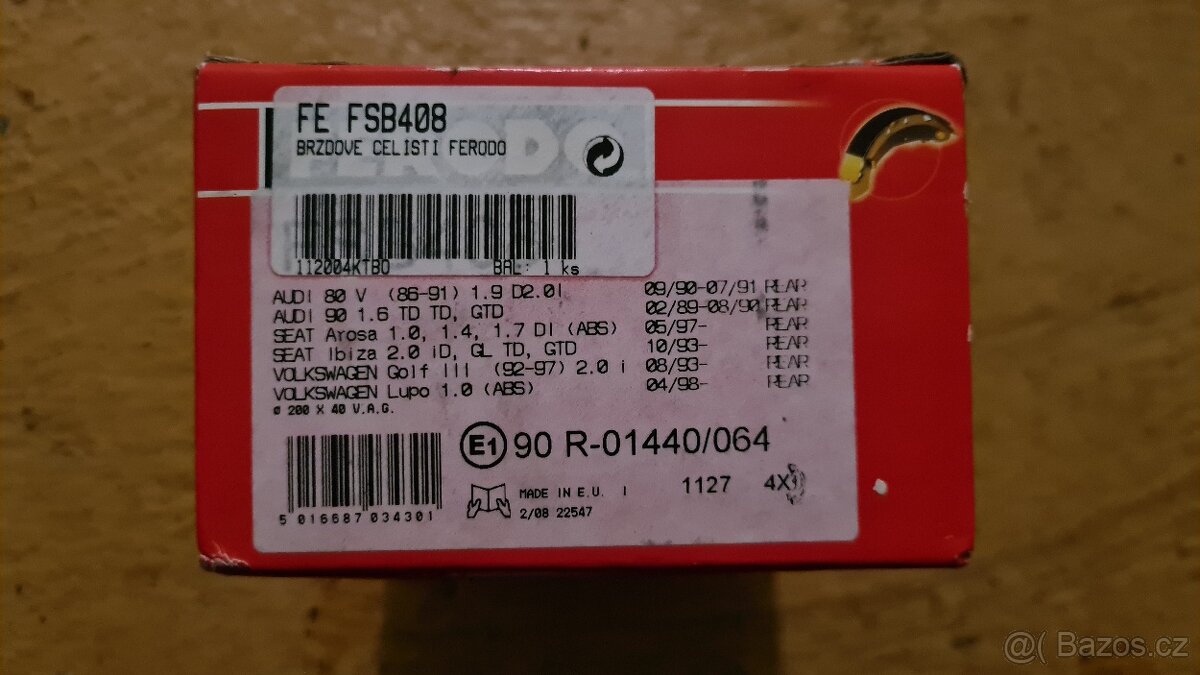 FE FSB408
BRZDOVE CELISTI FERODO
FERODO
112004KTBO BAL: 1 ks
AUDI 80 V (86-91) 1.9 D2.0I 09/90-07/91 REAR
AUDI 90 1.6 TD TD, GTD 02/89-08/90 REAR
SEAT Arosa 1.0, 1.4, 1.7 DI (ABS) 05/97- REAR
SEAT Ibiza 2.0 iD, GL TD, GTD 10/93- REAR
VOLKSWAGEN Golf III (92-97) 2.0 i 08/93- REAR
VOLKSWAGEN Lupo 1.0 (ABS) 04/98- REAR
ø 200 X 40 V.A.G.
E1 90 R-01440/064
MADE IN E.U. I 1127 4X
2/08 22547
5 016687 034301
@( Bazos.cz